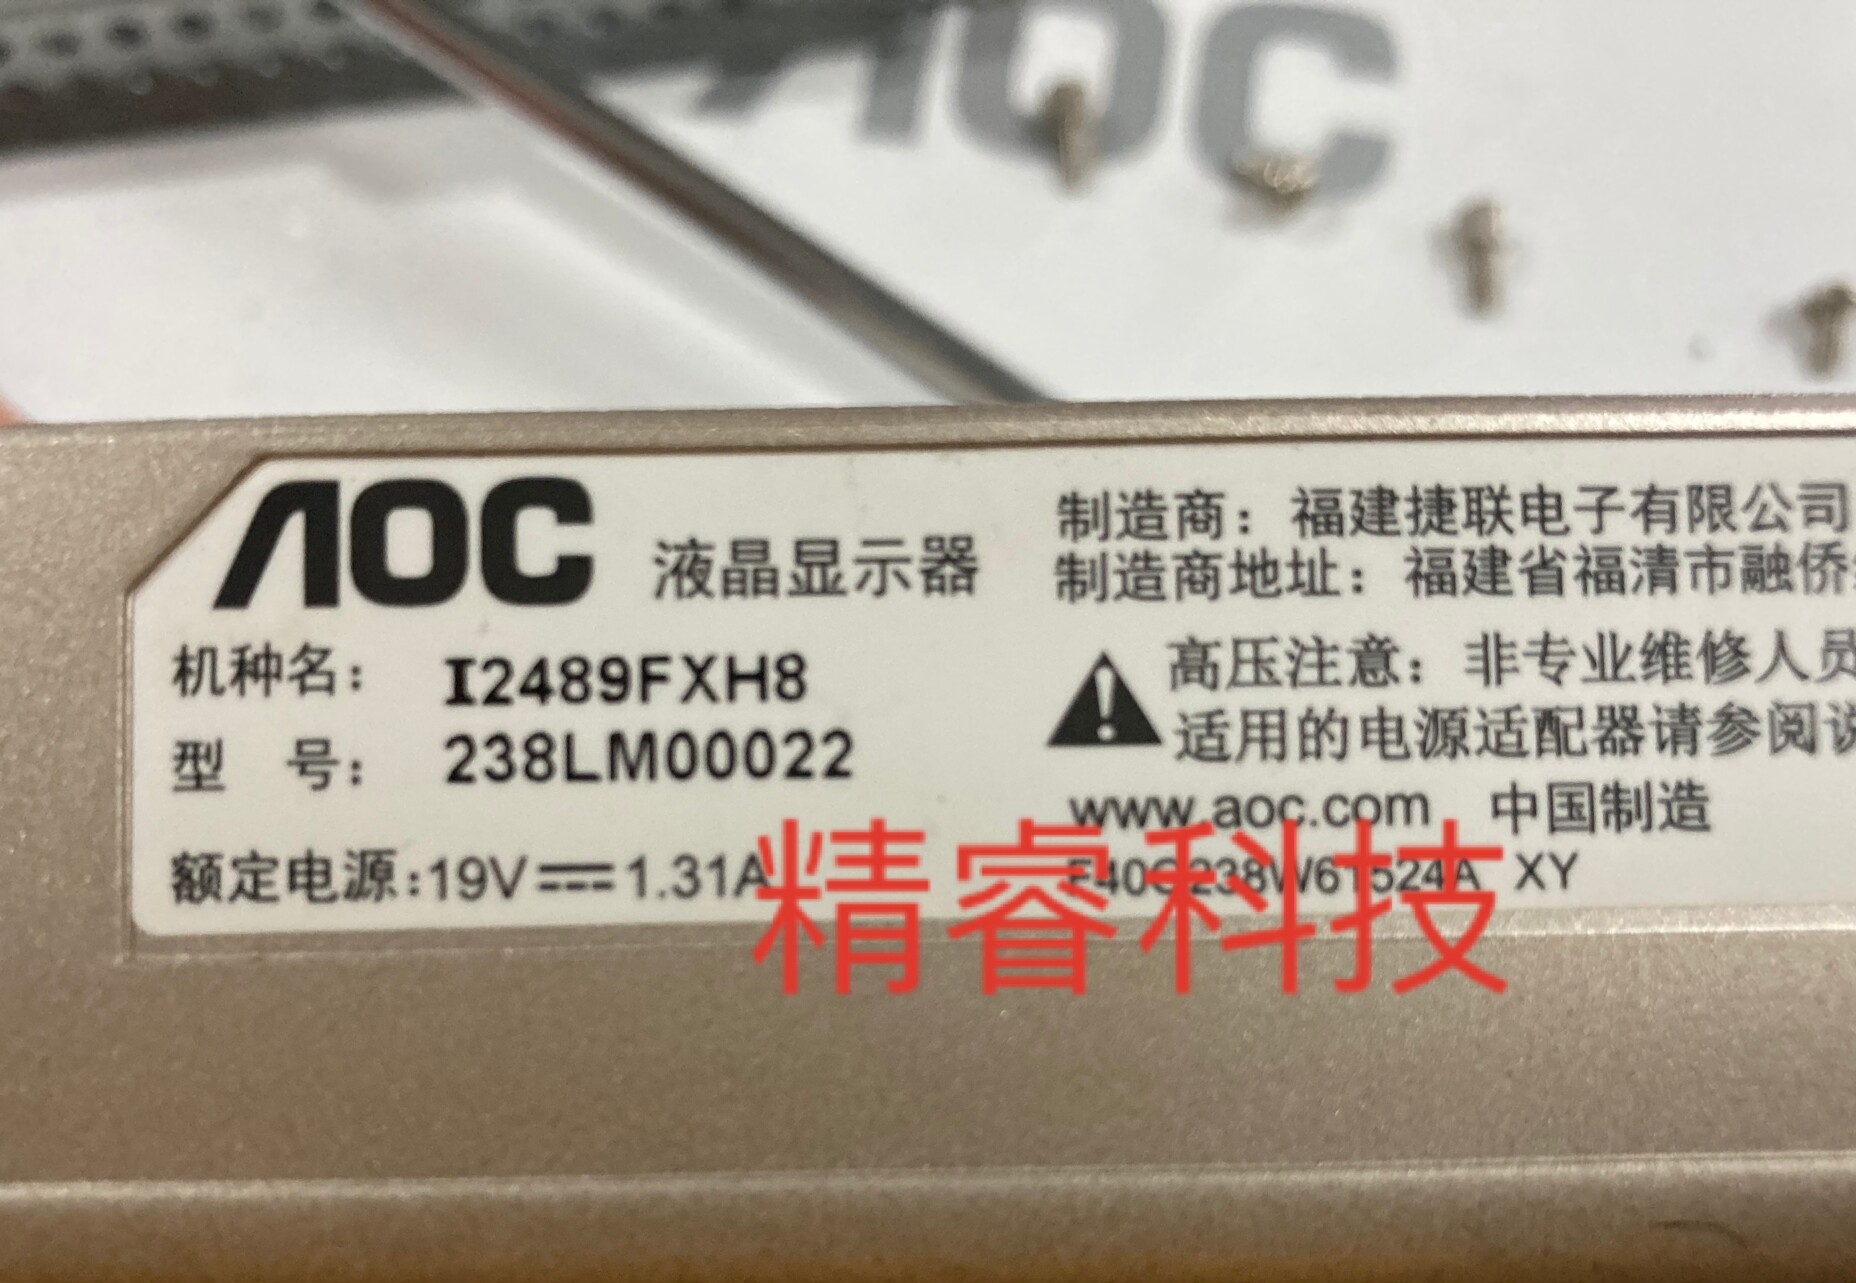 AOC
AOC 液晶显示器
机种名: I2489FXH8
型 号: 238LM00022
额定电源:19V⎓1.31A
制造商: 福建捷联电子有限公司
制造商地址: 福建省福清市融侨
高压注意: 非专业维修人员
适用的电源适配器请参阅说
www.aoc.com 中国制造
XY
精睿科技